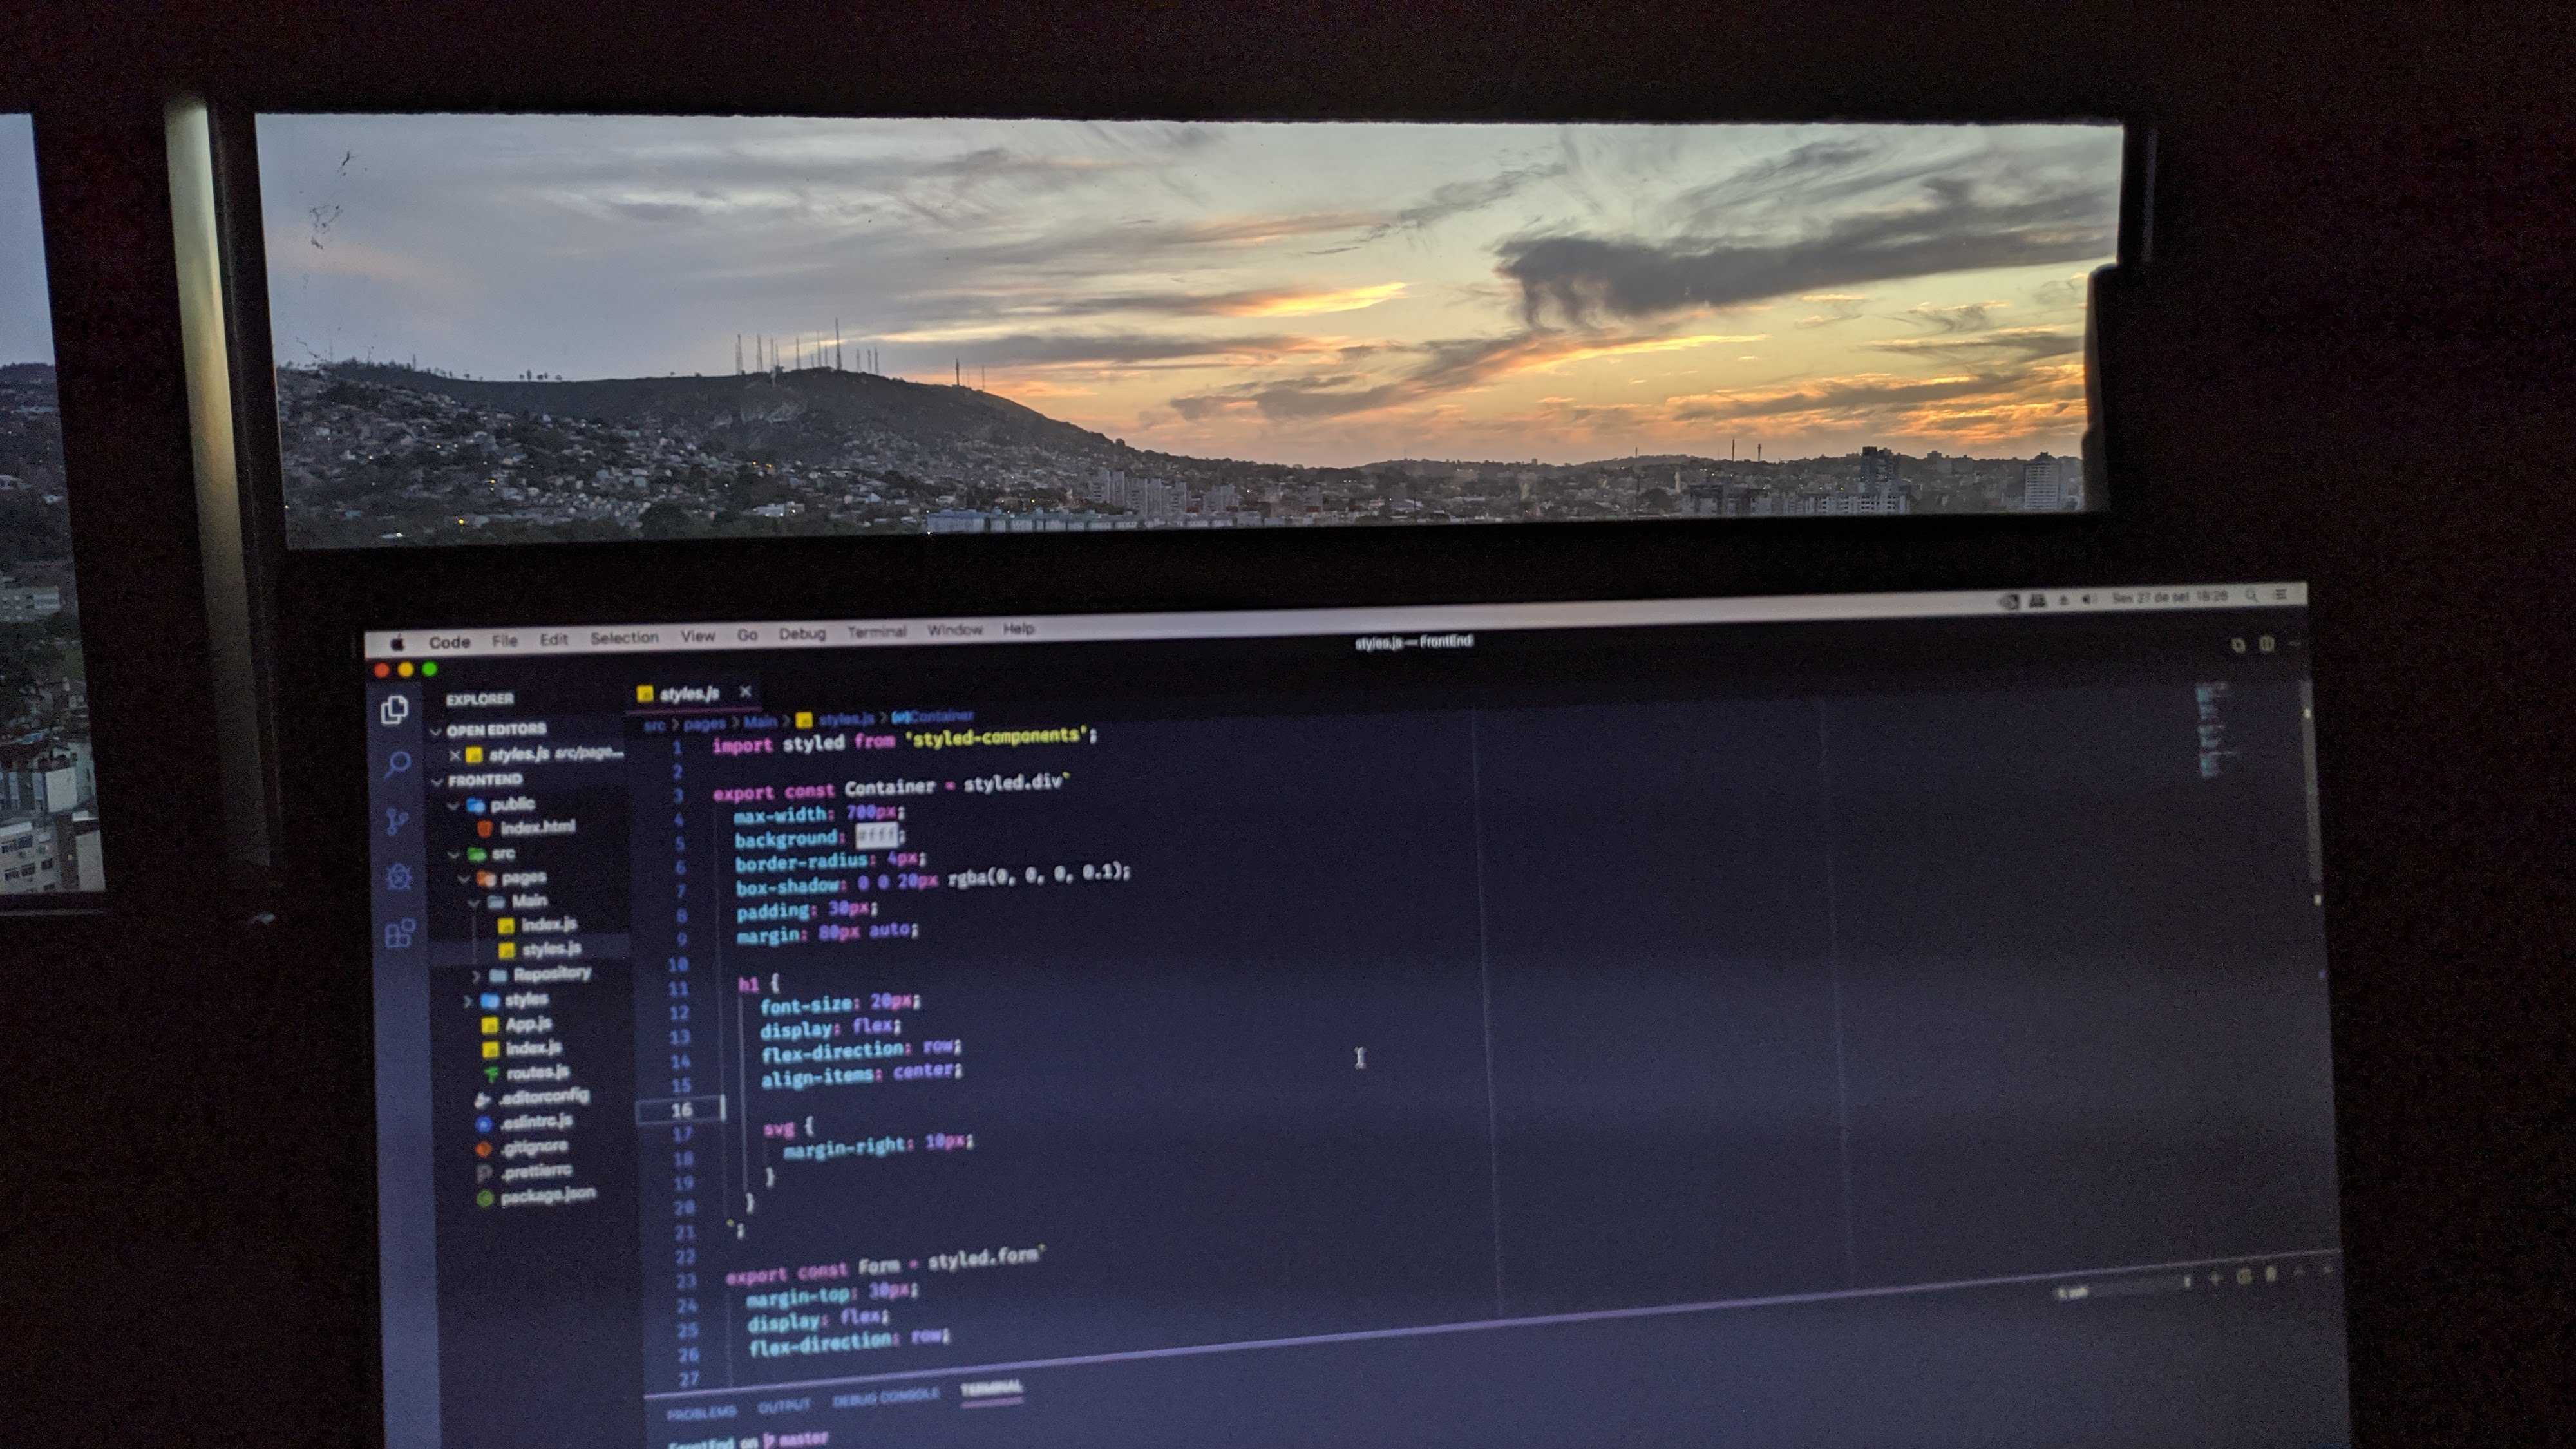 Code File Edit Selection View Go Debug Terminal Window Help
27 de set 18:28
styles.js — FrontEnd
EXPLORER
OPEN EDITORS
styles.js src/page...
FRONTEND
public
index.html
src
pages
Main
index.js
styles.js
Repository
styles
App.js
index.js
routes.js
.editorconfig
.eslintrc.js
.gitignore
.prettierrc
package.json
styles.js
src > pages > Main > styles.js > Container
1 import styled from 'styled-components';
2
3 export const Container = styled.div`
4 max-width: 700px;
5 background: #fff;
6 border-radius: 4px;
7 box-shadow: 0 0 20px rgba(0, 0, 0, 0.1);
8 padding: 30px;
9 margin: 80px auto;
10
11 h1 {
12 font-size: 20px;
13 display: flex;
14 flex-direction: row;
15 align-items: center;
16
17 svg {
18 margin-right: 10px;
19 }
20 }
21 `;
22
23 export const Form = styled.form`
24 margin-top: 30px;
25 display: flex;
26 flex-direction: row;
27
PROBLEMS OUTPUT DEBUG CONSOLE TERMINAL
FrontEnd on master